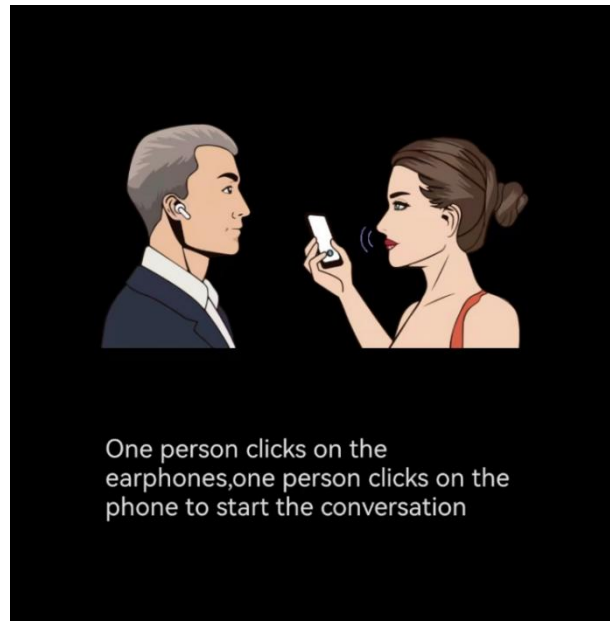 One person clicks on the
earphones,one person clicks on the
phone to start the conversation